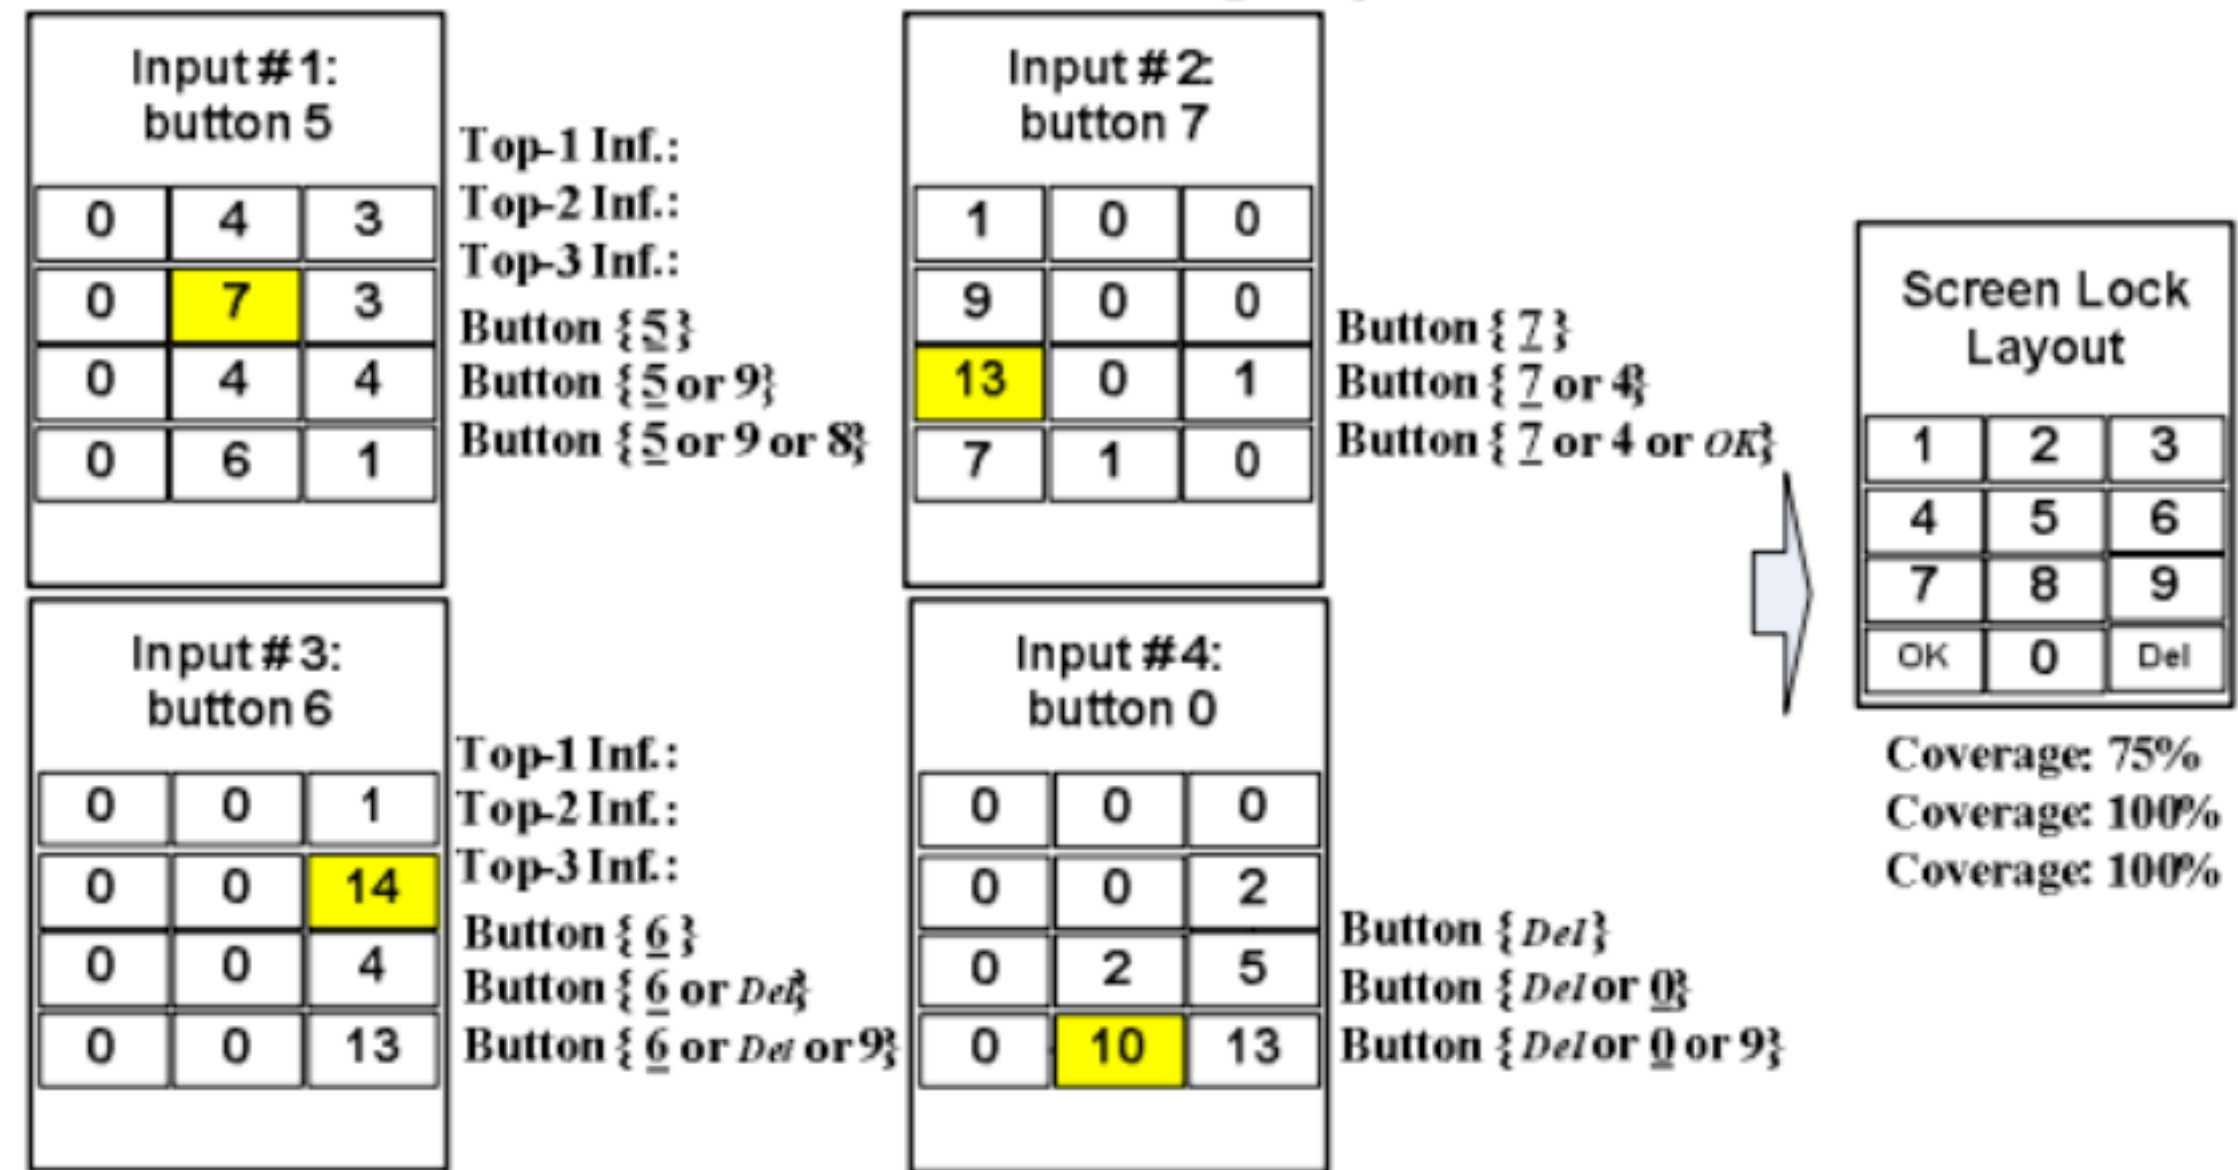 Input #1:
button 5
0 4 3
0 7 3
0 4 4
0 6 1
Top-1 Inf.:
Top-2 Inf.:
Top-3 Inf.:
Button {5}
Button {5 or 9}
Button {5 or 9 or 8}
Input #2:
button 7
1 0 0
9 0 0
13 0 1
7 1 0
Button {7}
Button {7 or 4}
Button {7 or 4 or OK}
Input #3:
button 6
0 0 1
0 0 14
0 0 4
0 0 13
Top-1 Inf.:
Top-2 Inf.:
Top-3 Inf.:
Button {6}
Button {6 or Del}
Button {6 or Del or 9}
Input #4:
button 0
0 0 0
0 0 2
0 2 5
0 10 13
Button {Del}
Button {Del or 0}
Button {Del or 0 or 9}
Screen Lock
Layout
1 2 3
4 5 6
7 8 9
OK 0 Del
Coverage: 75%
Coverage: 100%
Coverage: 100%